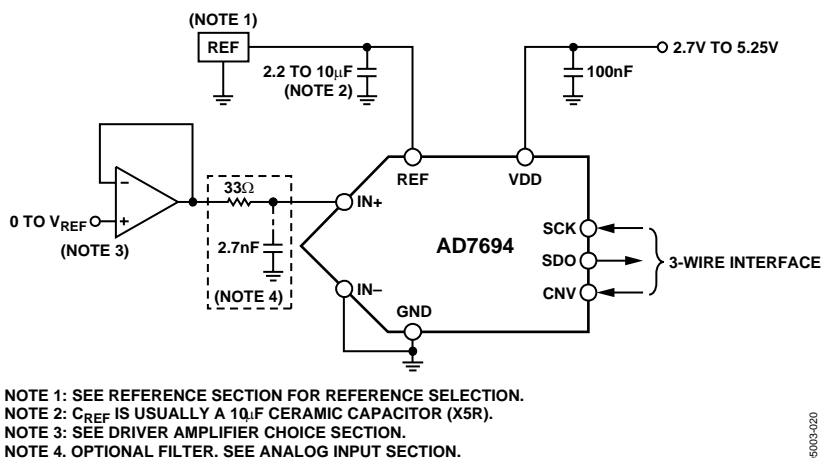 (NOTE 1)
REF
2.2 TO 10μF
(NOTE 2)
100nF
2.7V TO 5.25V
REF
VDD
33Ω
IN+
–
+
0 TO VREF
(NOTE 3)
2.7nF
(NOTE 4)
AD7694
SCK
SDO
CNV
3-WIRE INTERFACE
IN–
GND
NOTE 1: SEE REFERENCE SECTION FOR REFERENCE SELECTION.
NOTE 2: CREF IS USUALLY A 10μF CERAMIC CAPACITOR (X5R).
NOTE 3: SEE DRIVER AMPLIFIER CHOICE SECTION.
NOTE 4. OPTIONAL FILTER. SEE ANALOG INPUT SECTION.